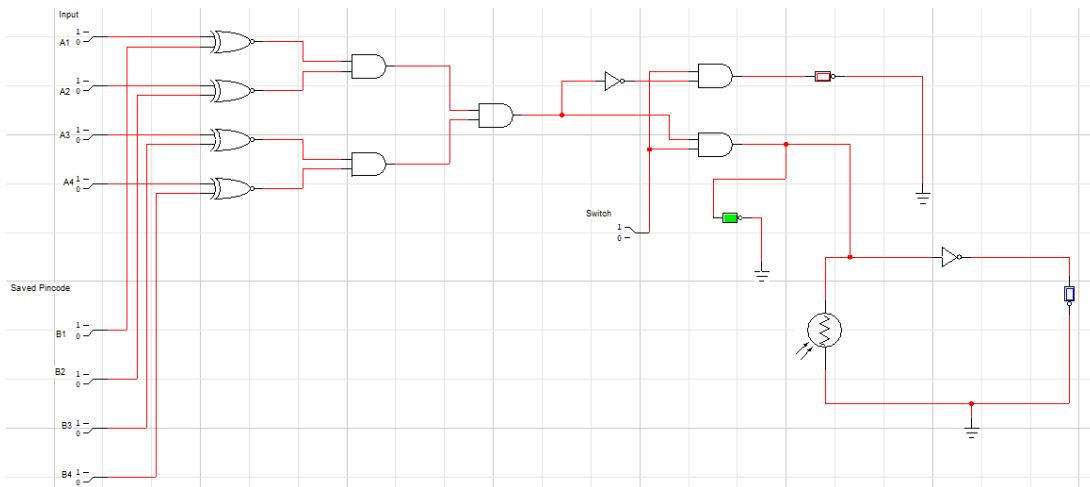 Input
1
A1 0
1
A2 0
A3 1
0
A4 1
0
Switch
1
0
Saved Pincode
1
B1 0
B2 1
0
B3 1
0
B4 1
0